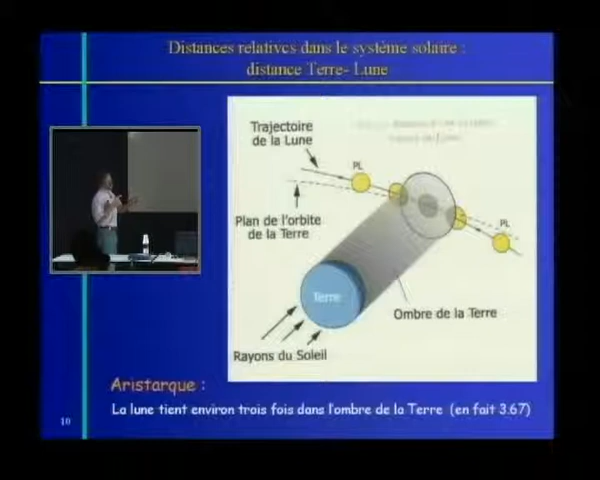 Distances relatives dans le système solaire :
distance Terre- Lune
Trajectoire
de la Lune
PL
Plan de l'orbite
de la Terre
PL
Terre
Ombre de la Terre
Rayons du Soleil
Aristarque :
La lune tient environ trois fois dans l'ombre de la Terre (en fait 3.67)
10